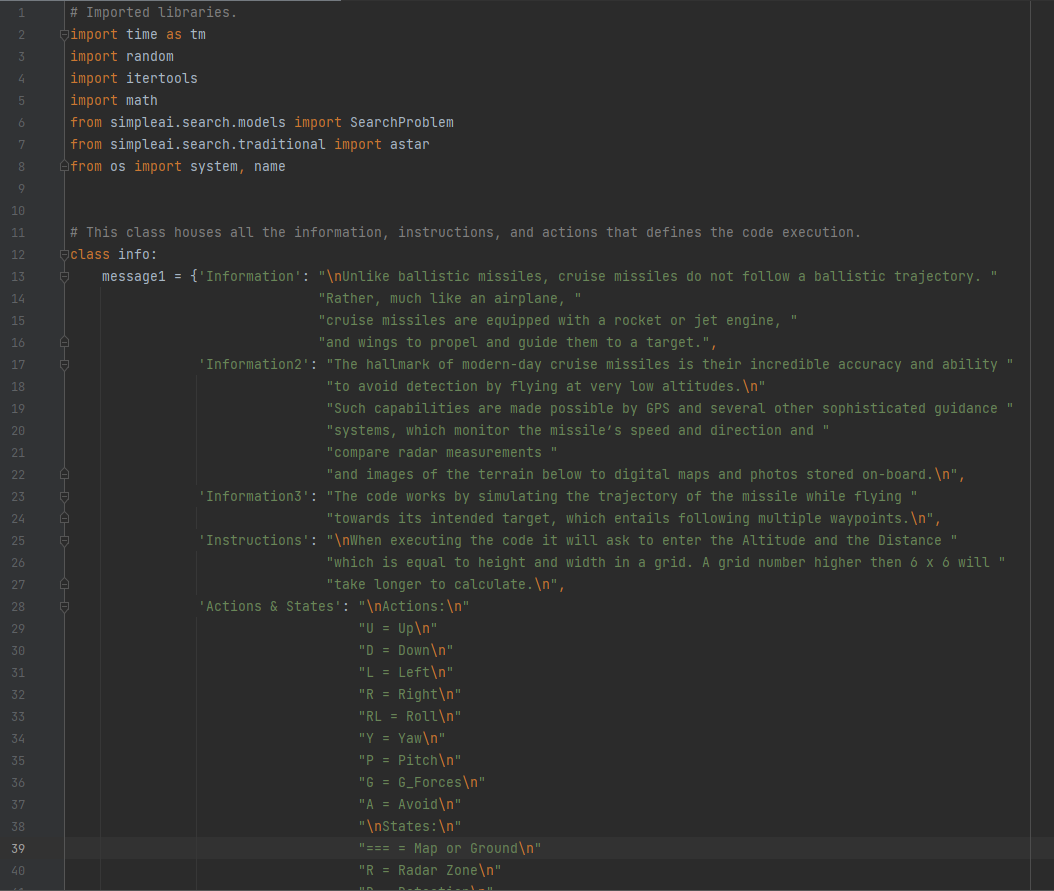 1 # Imported libraries.
2 import time as tm
3 import random
4 import itertools
5 import math
6 from simpleai.search.models import SearchProblem
7 from simpleai.search.traditional import astar
8 from os import system, name
9
10
11 # This class houses all the information, instructions, and actions that defines the code execution.
12 class info:
13 message1 = {'Information': "\nUnlike ballistic missiles, cruise missiles do not follow a ballistic trajectory. "
14 "Rather, much like an airplane, "
15 "cruise missiles are equipped with a rocket or jet engine, "
16 "and wings to propel and guide them to a target.",
17 'Information2': "The hallmark of modern-day cruise missiles is their incredible accuracy and ability "
18 "to avoid detection by flying at very low altitudes.\n"
19 "Such capabilities are made possible by GPS and several other sophisticated guidance "
20 "systems, which monitor the missile’s speed and direction and "
21 "compare radar measurements "
22 "and images of the terrain below to digital maps and photos stored on-board.\n",
23 'Information3': "The code works by simulating the trajectory of the missile while flying "
24 "towards its intended target, which entails following multiple waypoints.\n",
25 'Instructions': "\nWhen executing the code it will ask to enter the Altitude and the Distance "
26 "which is equal to height and width in a grid. A grid number higher then 6 x 6 will "
27 "take longer to calculate.\n",
28 'Actions & States': "\nActions:\n"
29 "U = Up\n"
30 "D = Down\n"
31 "L = Left\n"
32 "R = Right\n"
33 "RL = Roll\n"
34 "Y = Yaw\n"
35 "P = Pitch\n"
36 "G = G_Forces\n"
37 "A = Avoid\n"
38 "\nStates:\n"
39 "=== = Map or Ground\n"
40 "R = Radar Zone\n"